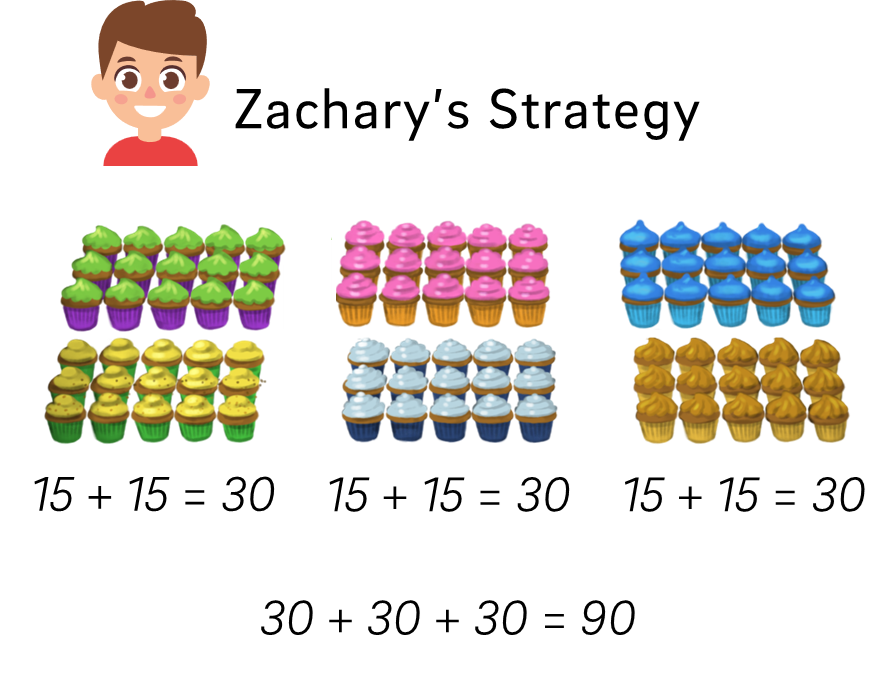 Zachary's Strategy
15 + 15 = 30 15 + 15 = 30 15 + 15 = 30
30 + 30 + 30 = 90